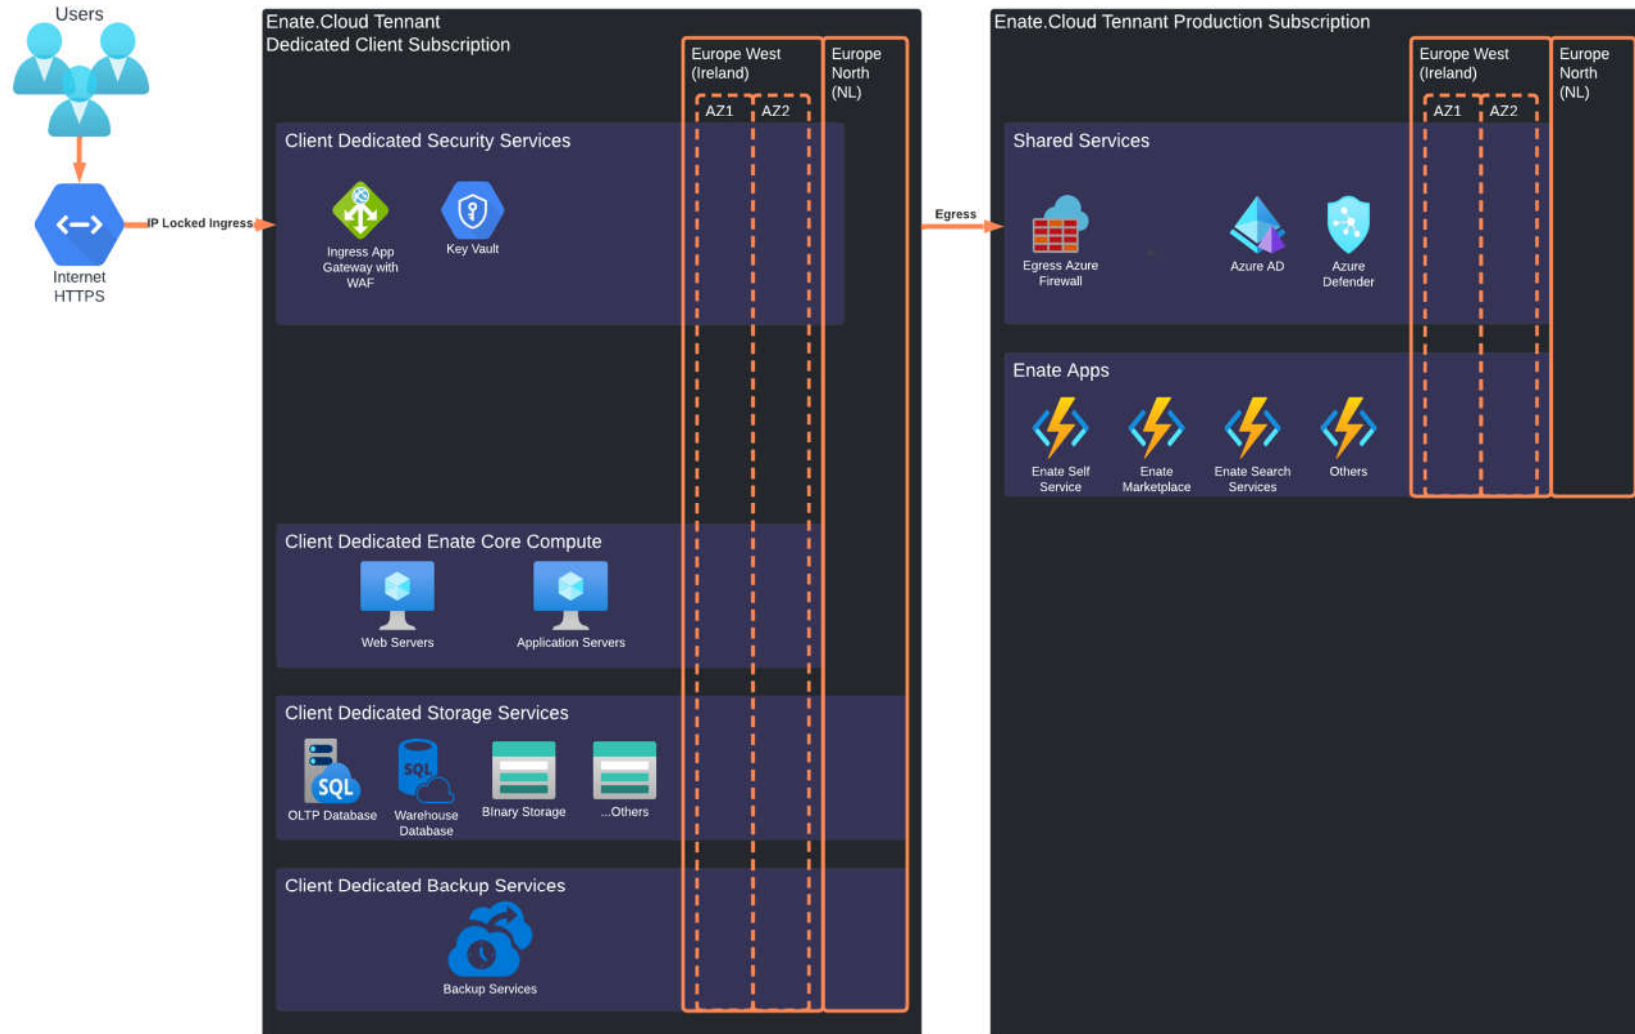 Users
Internet
HTTPS
IP Locked Ingress
Enate.Cloud Tennant
Dedicated Client Subscription
Europe West
(Ireland)
Europe
North
(NL)
AZ1
AZ2
Client Dedicated Security Services
Ingress App
Gateway with
WAF
Key Vault
Client Dedicated Enate Core Compute
Web Servers
Application Servers
Client Dedicated Storage Services
SQL
OLTP Database
SQL
Warehouse
Database
BInary Storage
...Others
Client Dedicated Backup Services
Backup Services
Egress
Enate.Cloud Tennant Production Subscription
Europe West
(Ireland)
Europe
North
(NL)
AZ1
AZ2
Shared Services
Egress Azure
Firewall
Azure AD
Azure
Defender
Enate Apps
Enate Self
Service
Enate
Marketplace
Enate Search
Services
Others